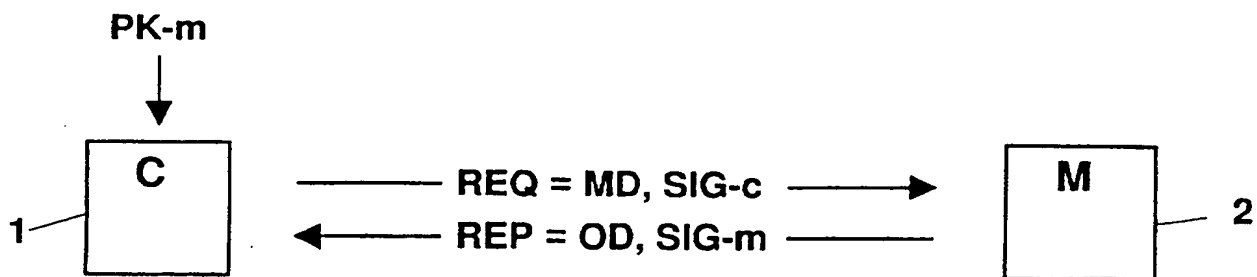 PK-m
C
M
REQ = MD, SIG-c
1
2
REP = OD, SIG-m